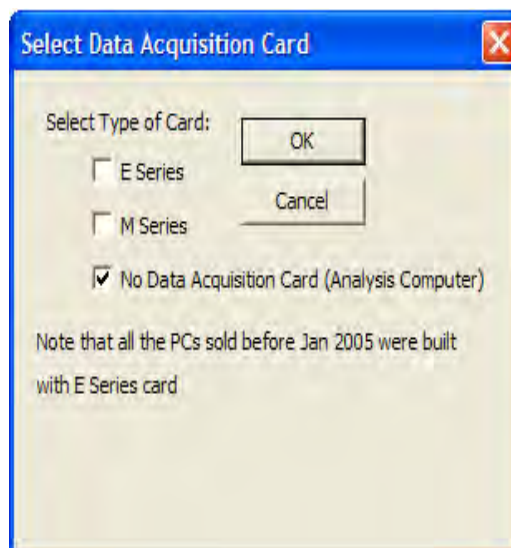 Select Data Acquisition Card
Select Type of Card:
OK
E Series
Cancel
M Series
No Data Acquisition Card (Analysis Computer)
Note that all the PCs sold before Jan 2005 were built
with E Series card